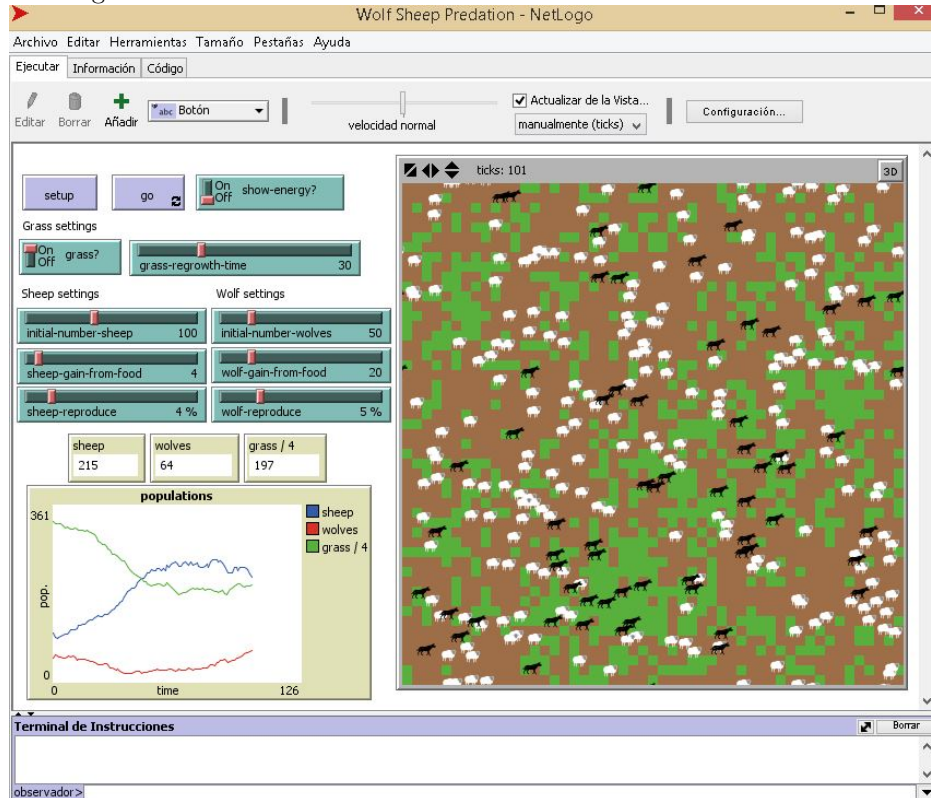 Wolf Sheep Predation - NetLogo
Archivo Editar Herramientas Tamaño Pestañas Ayuda
Ejecutar Información Código
Editar Borrar Añadir abc Botón velocidad normal Actualizar de la Vista... manualmente (ticks) Configuración...
ticks: 101 3D
setup go On Off show-energy?
Grass settings
On Off grass? grass-regrowth-time 30
Sheep settings Wolf settings
initial-number-sheep 100 initial-number-wolves 50
sheep-gain-from-food 4 wolf-gain-from-food 20
sheep-reproduce 4 % wolf-reproduce 5 %
sheep wolves grass / 4
215 64 197
populations
361
sheep
wolves
grass / 4
pop.
0
0 time 126
Terminal de Instrucciones Borrar
observador>